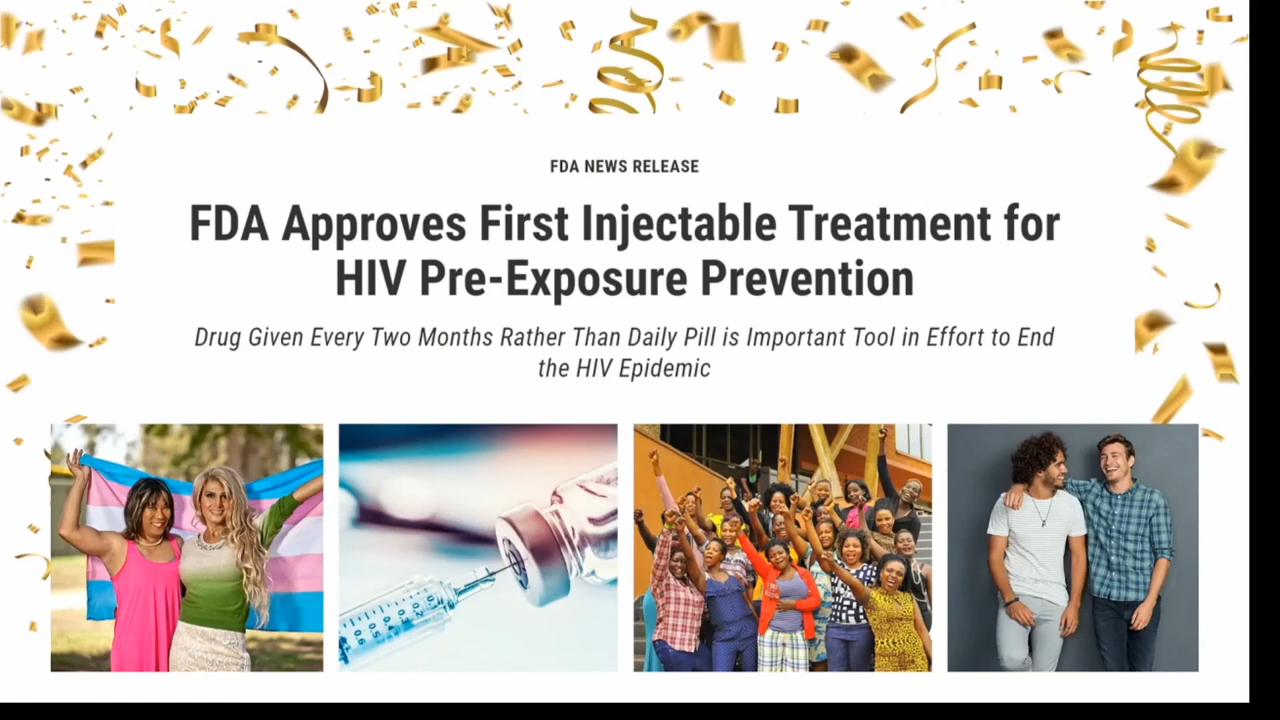 FDA NEWS RELEASE
FDA Approves First Injectable Treatment for
HIV Pre-Exposure Prevention
Drug Given Every Two Months Rather Than Daily Pill is Important Tool in Effort to End
the HIV Epidemic